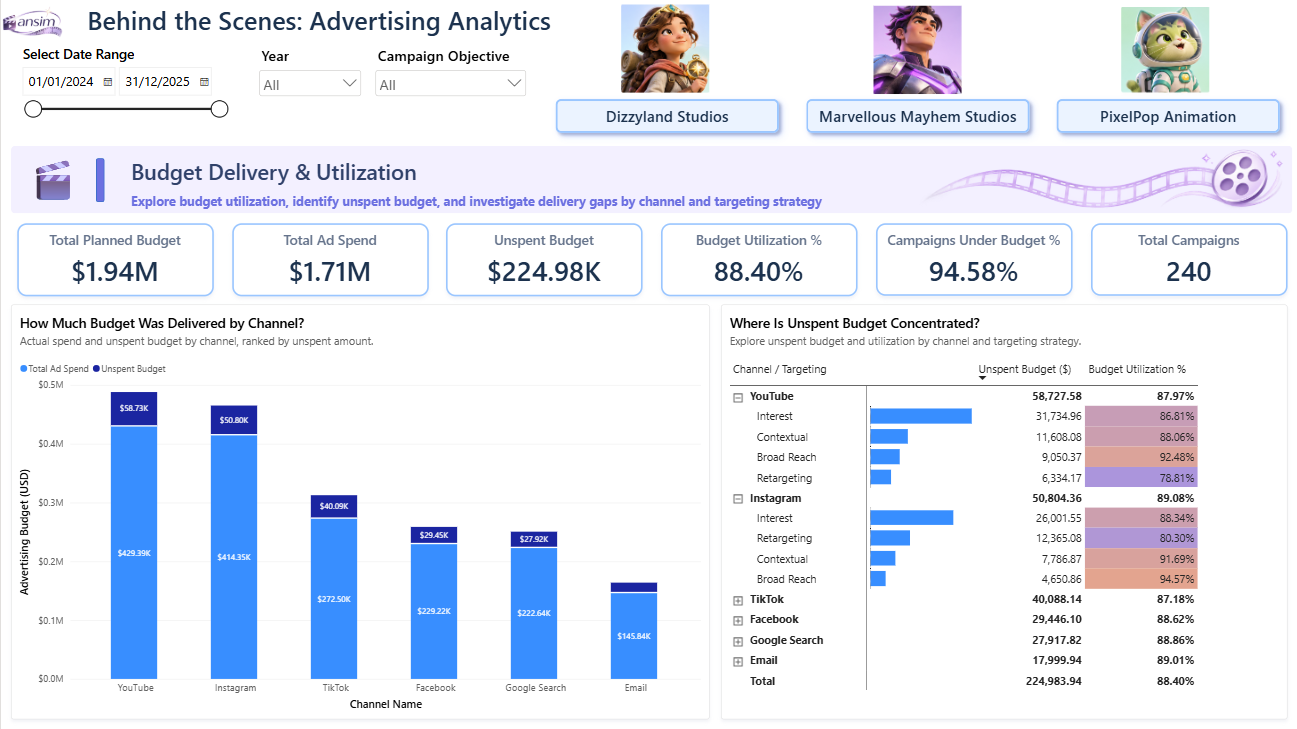 ansim
Behind the Scenes: Advertising Analytics
Select Date Range
01/01/2024 31/12/2025
Year
All
Campaign Objective
All
Dizzyland Studios
Marvellous Mayhem Studios
PixelPop Animation
Budget Delivery & Utilization
Explore budget utilization, identify unspent budget, and investigate delivery gaps by channel and targeting strategy
Total Planned Budget
$1.94M
Total Ad Spend
$1.71M
Unspent Budget
$224.98K
Budget Utilization %
88.40%
Campaigns Under Budget %
94.58%
Total Campaigns
240
How Much Budget Was Delivered by Channel?
Actual spend and unspent budget by channel, ranked by unspent amount.
Total Ad Spend Unspent Budget
Advertising Budget (USD)
$0.5M
$0.4M
$0.3M
$0.2M
$0.1M
$0.0M
$58.73K
$429.39K
$50.80K
$414.35K
$40.09K
$272.50K
$29.45K
$229.22K
$27.92K
$222.64K
$145.84K
YouTube Instagram TikTok Facebook Google Search Email
Channel Name
Where Is Unspent Budget Concentrated?
Explore unspent budget and utilization by channel and targeting strategy.
Channel / Targeting Unspent Budget ($) Budget Utilization %
YouTube 58,727.58 87.97%
Interest 31,734.96 86.81%
Contextual 11,608.08 88.06%
Broad Reach 9,050.37 92.48%
Retargeting 6,334.17 78.81%
Instagram 50,804.36 89.08%
Interest 26,001.55 88.34%
Retargeting 12,365.08 80.30%
Contextual 7,786.87 91.69%
Broad Reach 4,650.86 94.57%
TikTok 40,088.14 87.18%
Facebook 29,446.10 88.62%
Google Search 27,917.82 88.86%
Email 17,999.94 89.01%
Total 224,983.94 88.40%